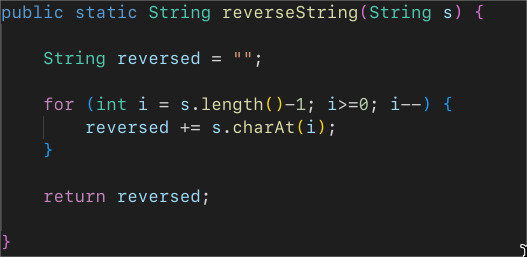 public static String reverseString(String s) {
String reversed = "";
for (int i = s.length()-1; i>=0; i--) {
reversed += s.charAt(i);
}
return reversed;
}